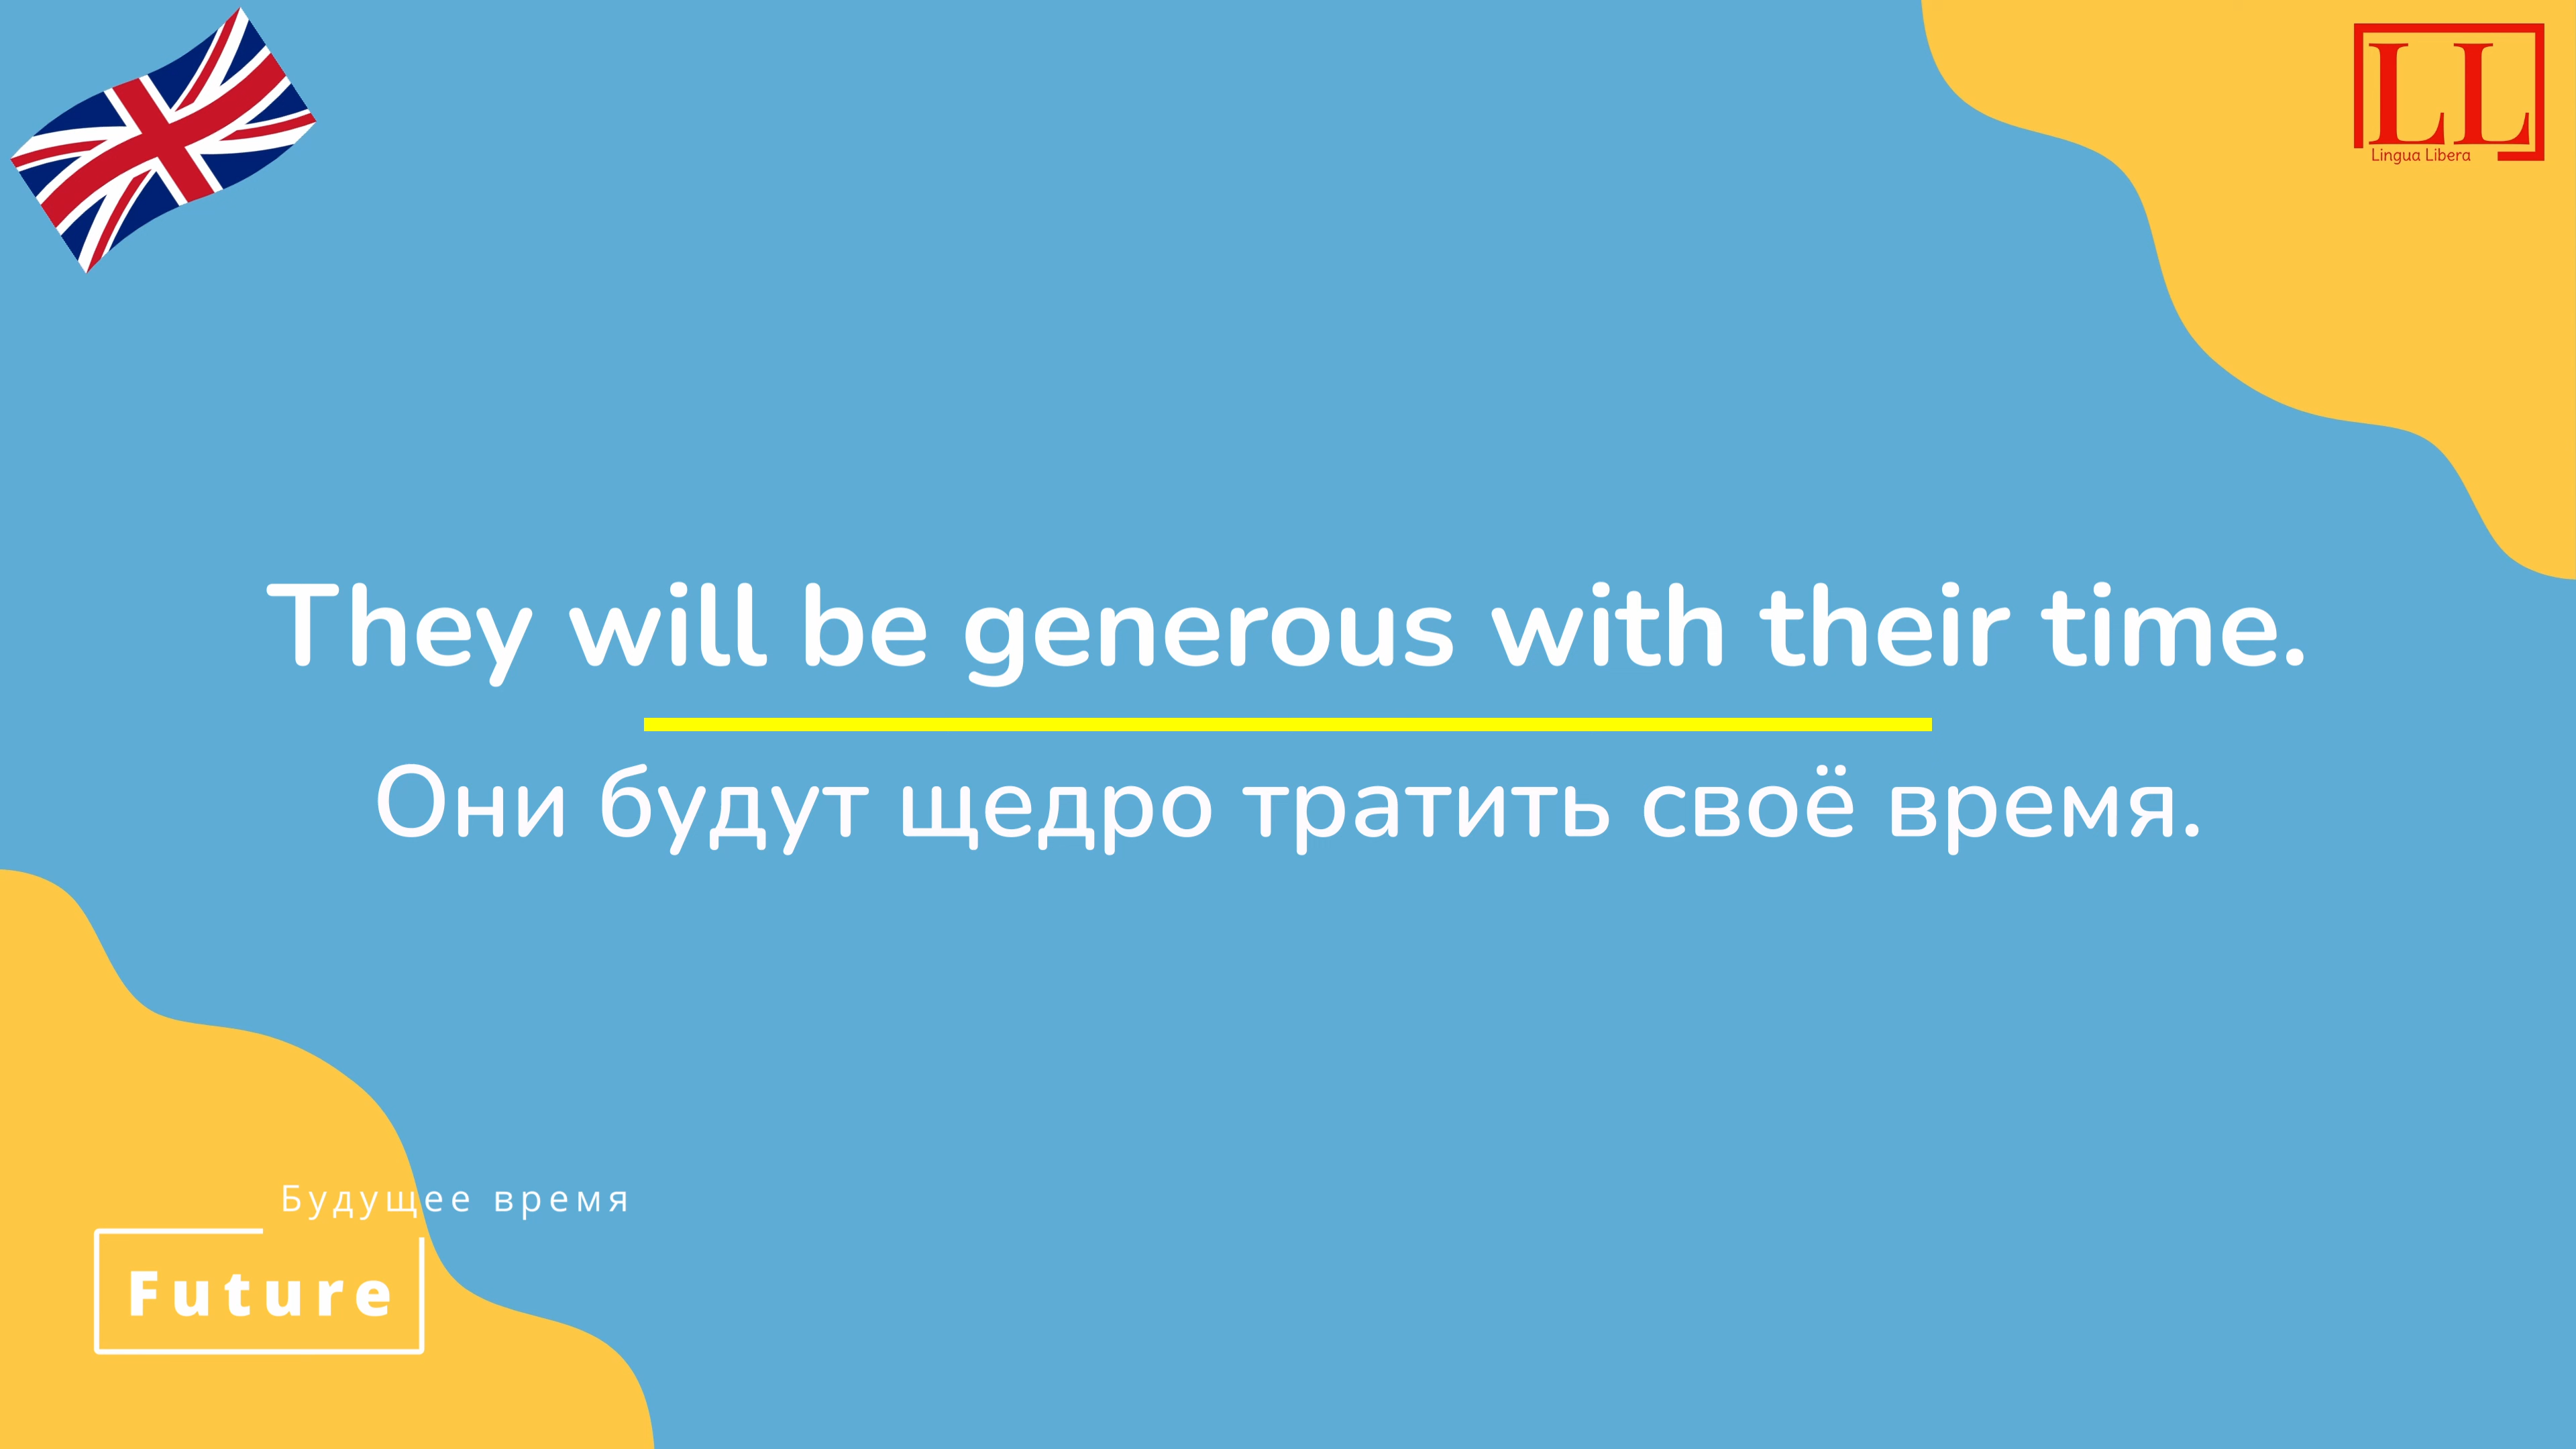 LL
Lingua Libera
They will be generous with their time.
Они будут щедро тратить своё время.
Будущее время
Future